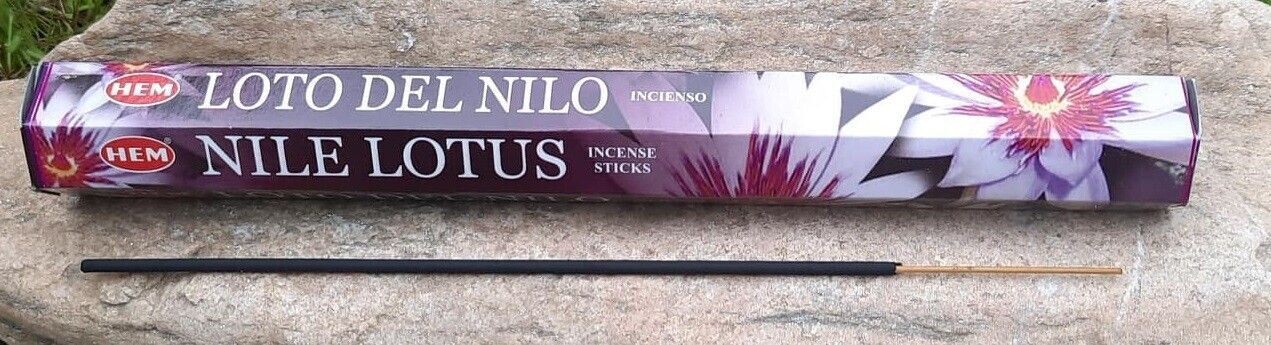 HEM LOTO DEL NILO INCIENSO
HEM® NILE LOTUS INCENSE
STICKS